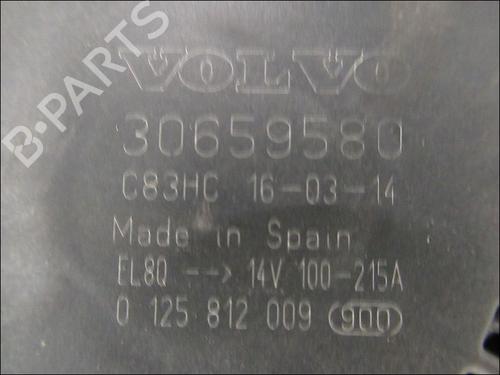 B-PARTS
VOLVO
30659580
C83HC 16-03-14
Made in Spain
EL8Q --> 14V 100-215A
0 125 812 009 900